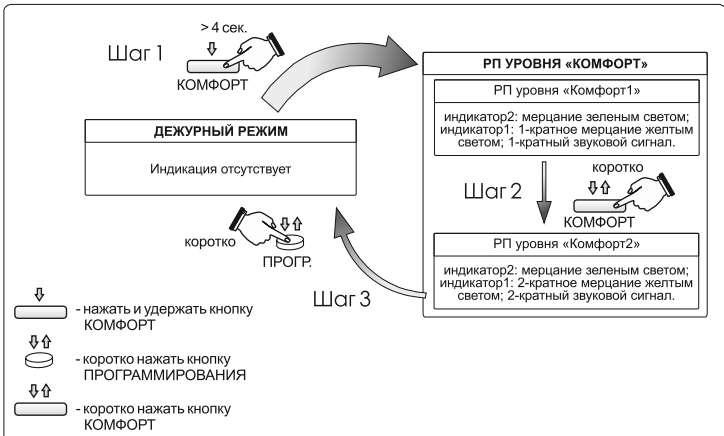 Шаг 1
> 4 сек.
КОМФОРТ
ДЕЖУРНЫЙ РЕЖИМ
Индикация отсутствует
РП УРОВНЯ «КОМФОРТ»
РП уровня «Комфорт1»
индикатор2: мерцание зеленым светом;
индикатор1: 1-кратное мерцание желтым
светом; 1-кратный звуковой сигнал.
Шаг 2
коротко
КОМФОРТ
РП уровня «Комфорт2»
индикатор2: мерцание зеленым светом;
индикатор1: 2-кратное мерцание желтым
светом; 2-кратный звуковой сигнал.
коротко
ПРОГР.
Шаг 3
- нажать и удержать кнопку
КОМФОРТ
- коротко нажать кнопку
ПРОГРАММИРОВАНИЯ
- коротко нажать кнопку
КОМФОРТ